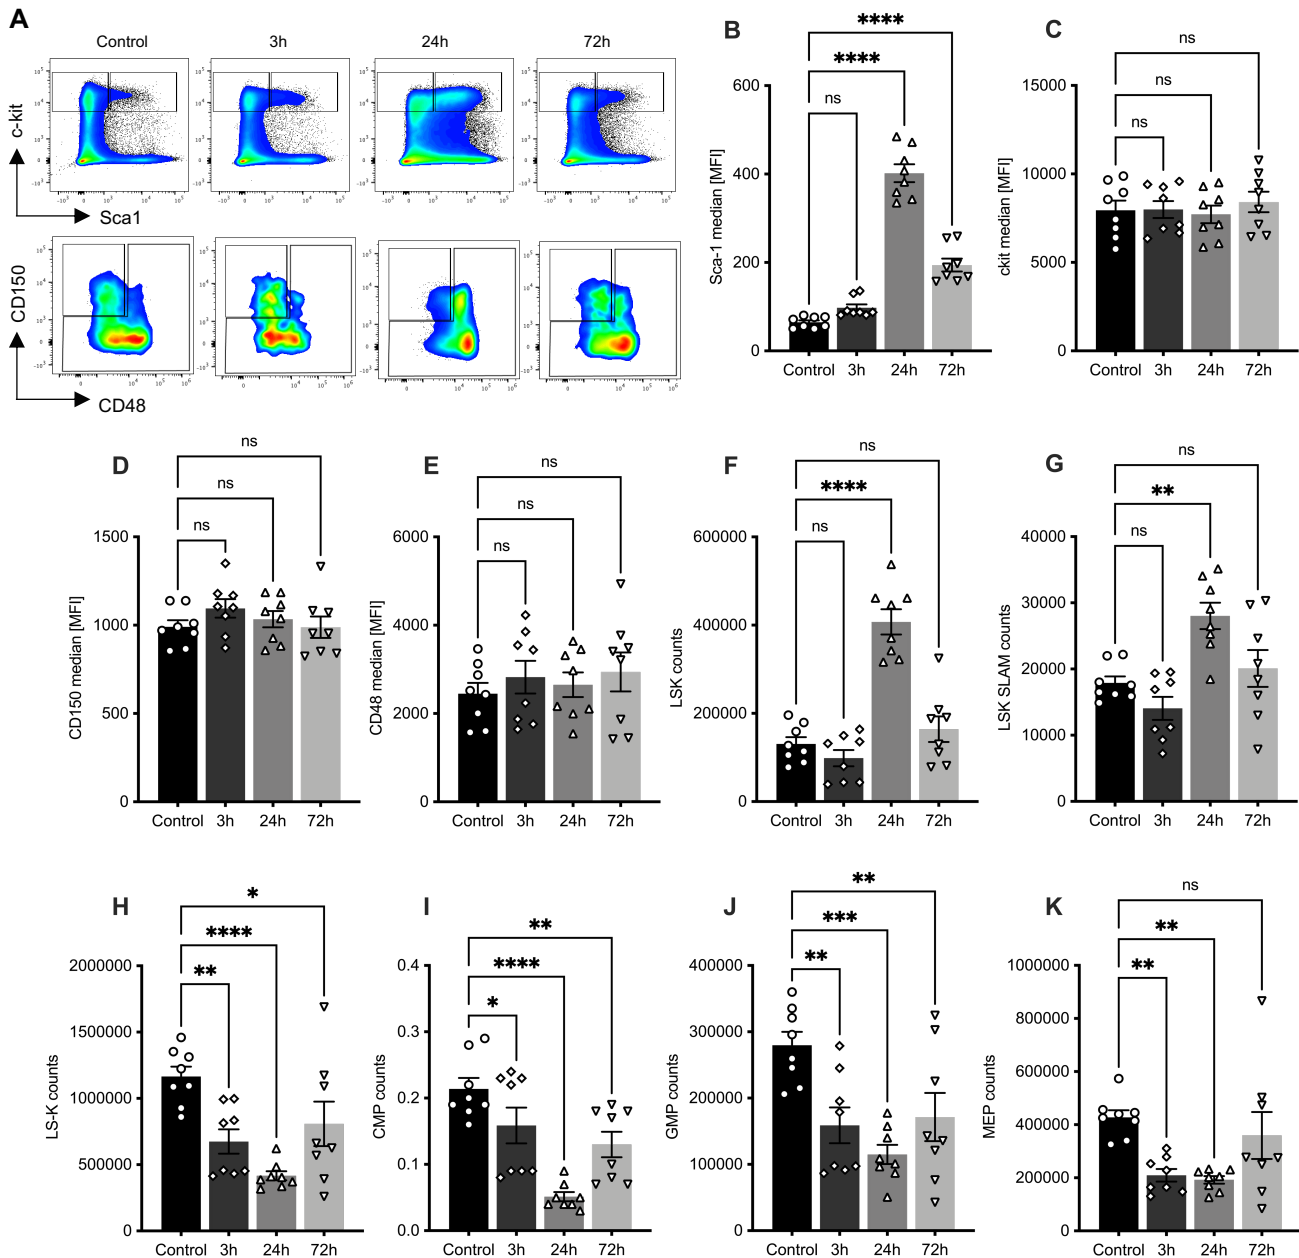 A
Control 3h 24h 72h
c-kit
Sca1
CD150
CD48
B
****
****
ns
Sca-1 median [MFI]
600
400
200
0
Control 3h 24h 72h
C
ns
ns
ns
ckit median [MFI]
15000
10000
5000
0
Control 3h 24h 72h
D
ns
ns
ns
CD150 median [MFI]
1500
1000
500
0
Control 3h 24h 72h
E
ns
ns
ns
CD48 median [MFI]
6000
4000
2000
0
Control 3h 24h 72h
F
ns
****
ns
LSK counts
600000
400000
200000
0
Control 3h 24h 72h
G
ns
**
ns
LSK SLAM counts
40000
30000
20000
10000
0
Control 3h 24h 72h
H
*
****
**
LS-K counts
2000000
1500000
1000000
500000
0
Control 3h 24h 72h
I
**
****
*
CMP counts
0.4
0.3
0.2
0.1
0.0
Control 3h 24h 72h
J
**
***
**
GMP counts
400000
300000
200000
100000
0
Control 3h 24h 72h
K
ns
**
**
MEP counts
1000000
800000
600000
400000
200000
0
Control 3h 24h 72h